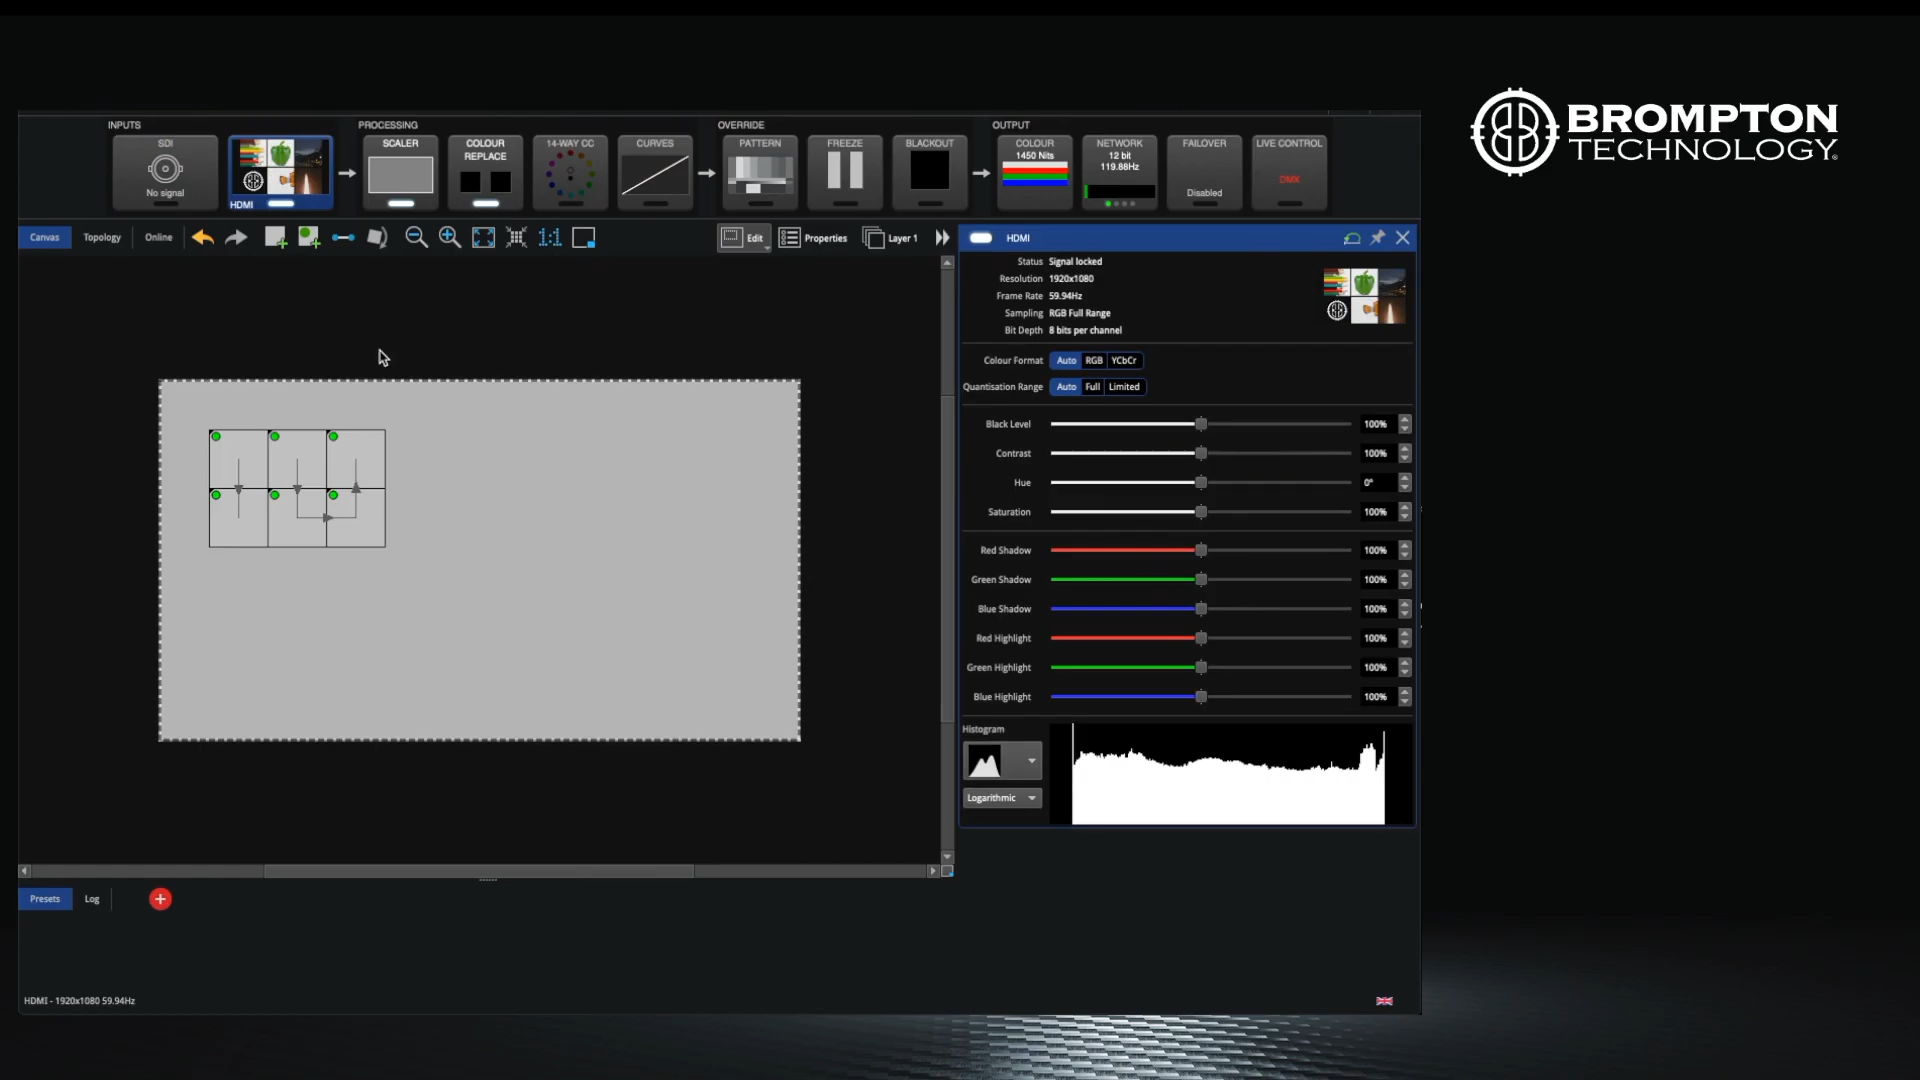 BROMPTON
TECHNOLOGY
INPUTS
PROCESSING
OVERRIDE
OUTPUT
SDI
No signal
HDMI
SCALER
COLOUR
REPLACE
14-WAY CC
CURVES
PATTERN
FREEZE
BLACKOUT
COLOUR
1450 Nits
NETWORK
12 bit
119.88Hz
FAILOVER
Disabled
LIVE CONTROL
DMX
Canvas
Topology
Online
1:1
Edit
Properties
Layer 1
HDMI
Status Signal locked
Resolution 1920x1080
Frame Rate 59.94Hz
Sampling RGB Full Range
Bit Depth 8 bits per channel
Colour Format Auto RGB YCbCr
Quantisation Range Auto Full Limited
Black Level 100%
Contrast 100%
Hue 0°
Saturation 100%
Red Shadow 100%
Green Shadow 100%
Blue Shadow 100%
Red Highlight 100%
Green Highlight 100%
Blue Highlight 100%
Histogram
Logarithmic
Presets
Log
HDMI - 1920x1080 59.94Hz